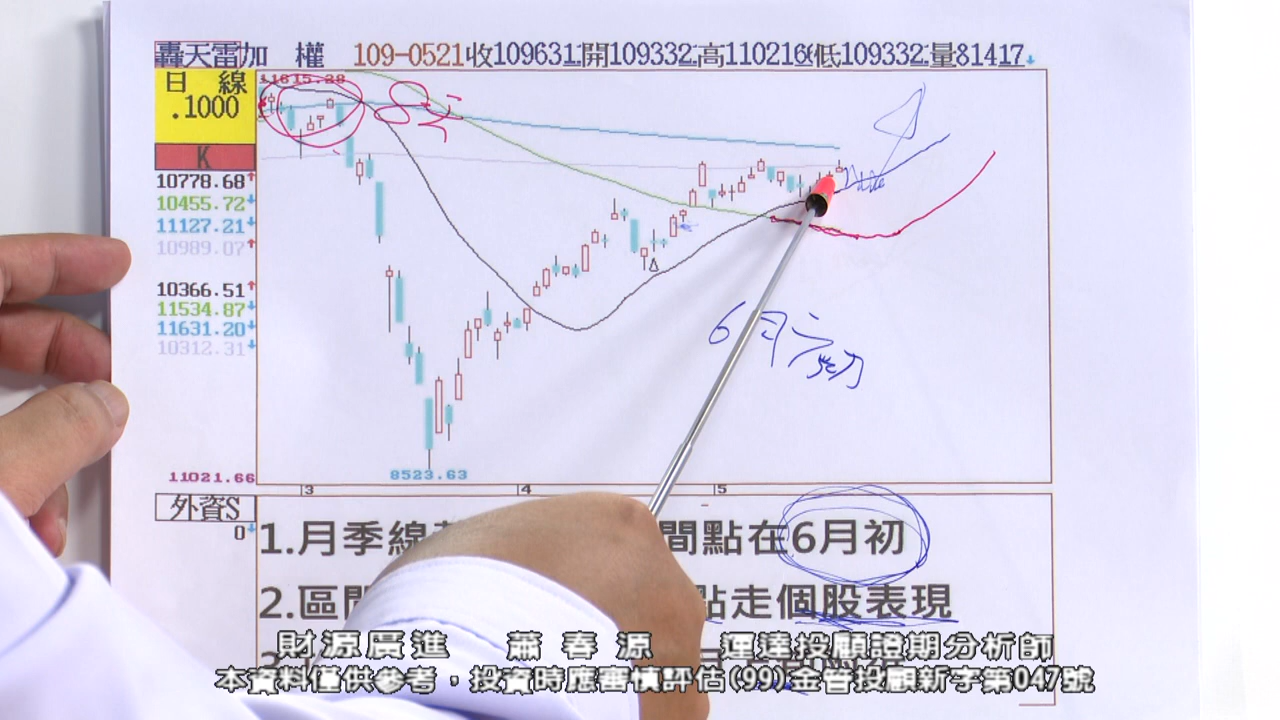 轟天雷加 權 109-0521收109631開109332高110216低109332量81417
日 線
.1000
K
11615.28
10778.68
10455.72
11127.21
10989.07
10366.51
11534.87
11631.20
10312.31
11021.66
8523.63
3 4 5
6月
外資S
0
1.月季線 間點在6月初
2.區間 點走個股表現
財源廣進 蕭春源 運達投顧證期分析師
本資料僅供參考,投資時應審慎評估(99)金管投顧新字第047號